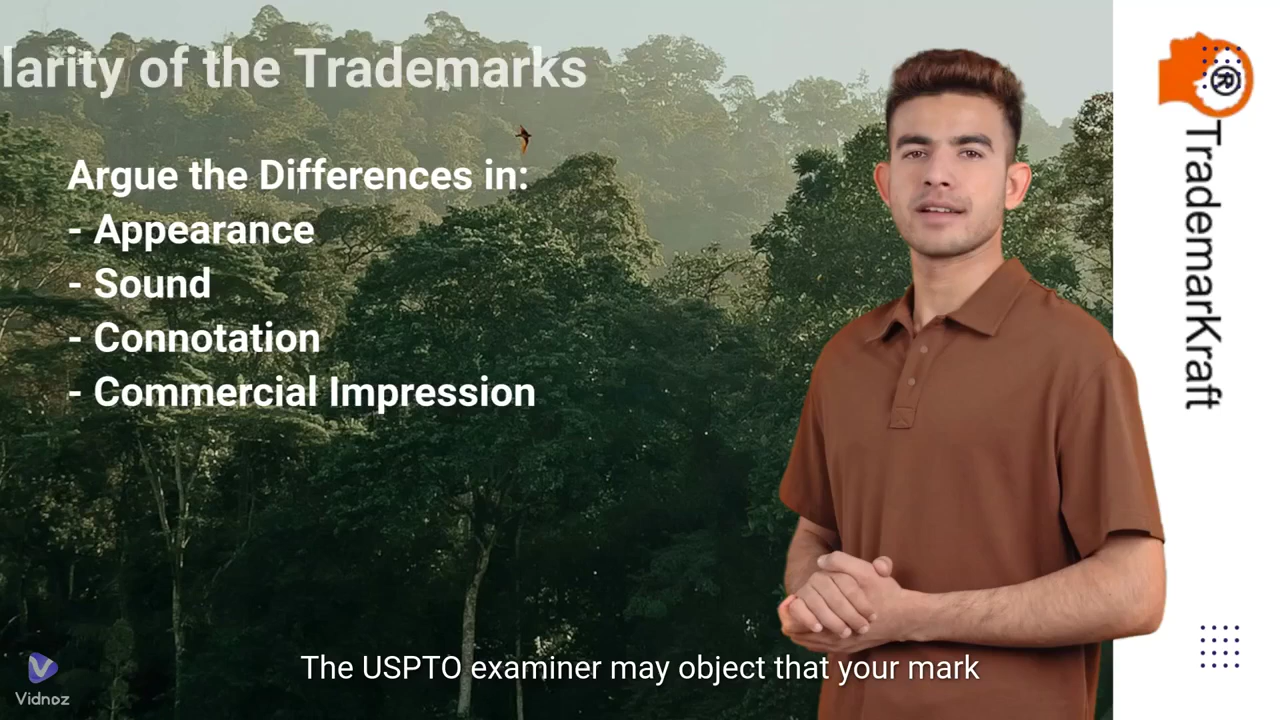 larity of the Trademarks
Argue the Differences in:
- Appearance
- Sound
- Connotation
- Commercial Impression
The USPTO examiner may object that your mark
TrademarKraft
R
Vidnoz